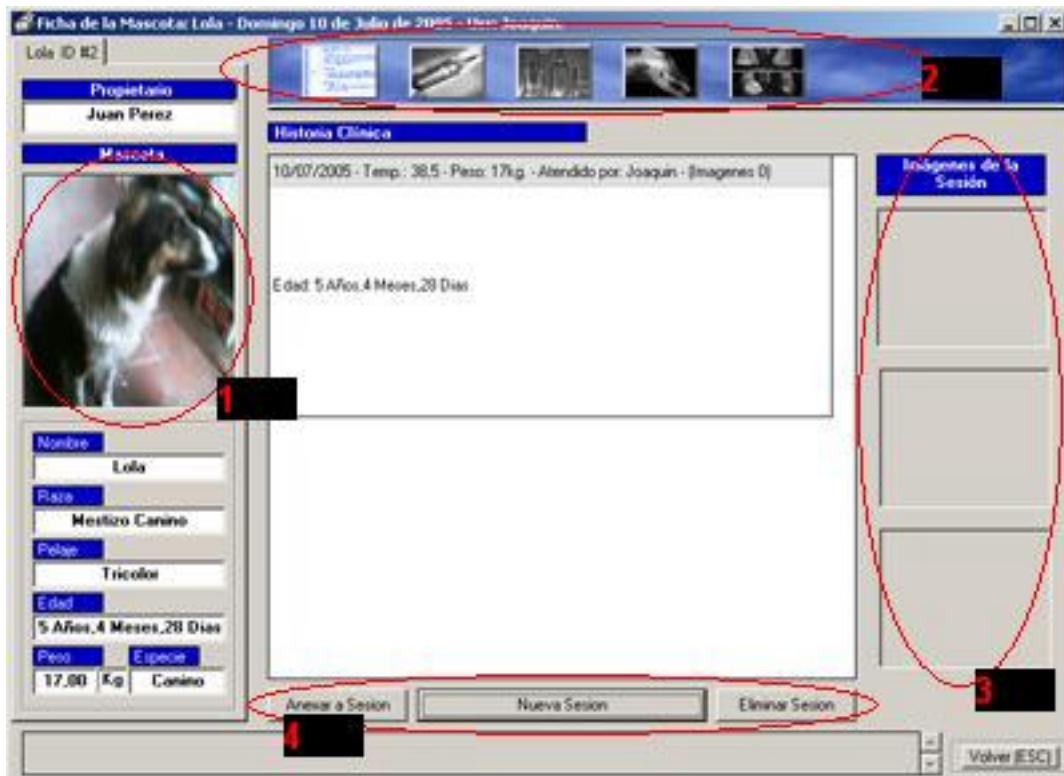 Ficha de la Mascota: Lola - Domingo 10 de Julio de 2005 - Usr: Joaquin
Lola ID #2
Propietario
Juan Perez
Mascota
Nombre
Lola
Raza
Mestizo Canino
Pelaje
Tricolor
Edad
5 Años,4 Meses,28 Dias
Peso Especie
17,00 Kg Canino
1
2
Historia Clínica
10/07/2005 - Temp.: 38,5 - Peso: 17kg. - Atendido por: Joaquin - (Imagenes 0)
Edad: 5 Años,4 Meses,28 Dias
Imágenes de la
Sesión
3
Anexar a Sesion Nueva Sesion Eliminar Sesion
4
Volver (ESC)